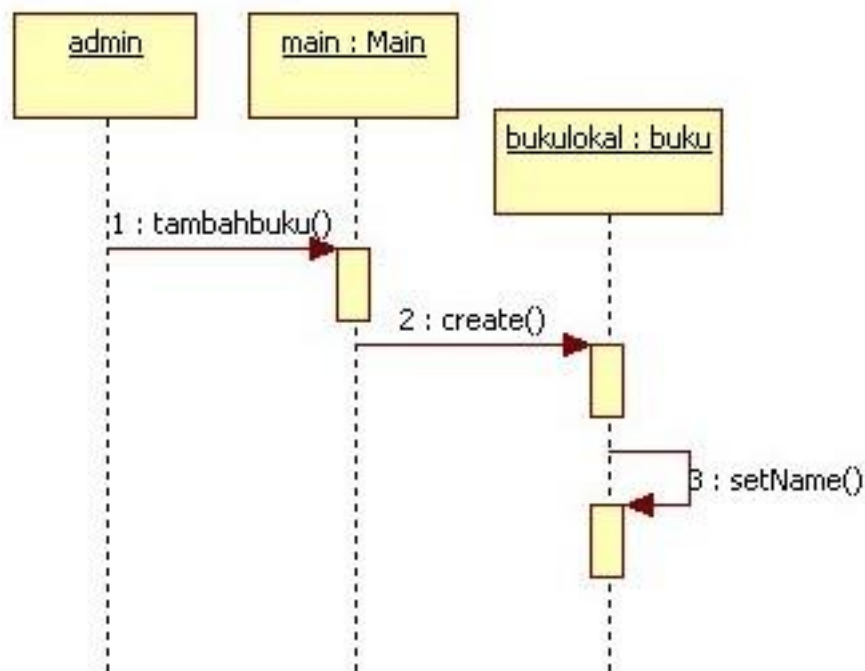 admin
main : Main
bukulokal : buku
1 : tambahbuku()
2 : create()
3 : setName()